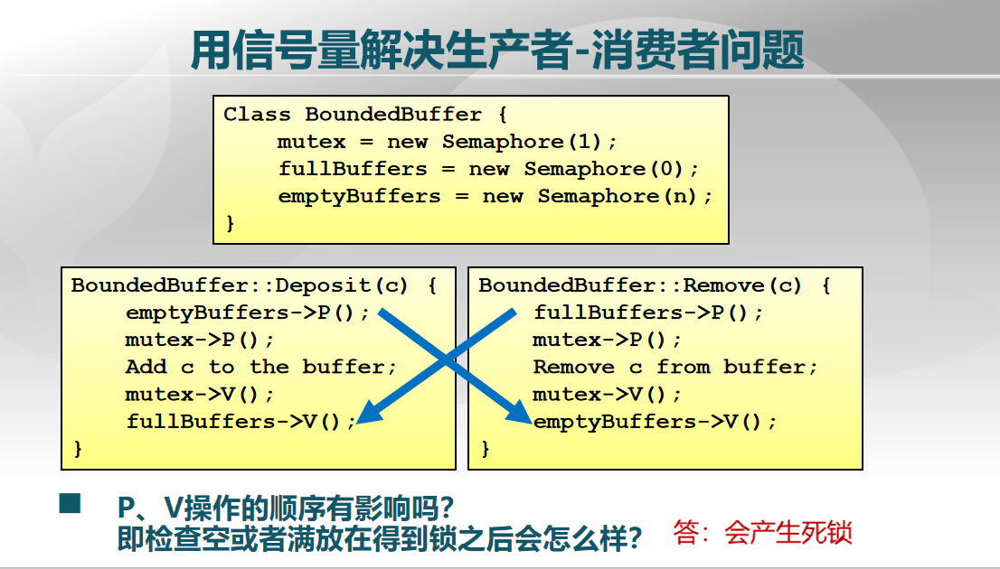 用信号量解决生产者-消费者问题
Class BoundedBuffer {
    mutex = new Semaphore(1);
    fullBuffers = new Semaphore(0);
    emptyBuffers = new Semaphore(n);
}
BoundedBuffer::Deposit(c) {
    emptyBuffers->P();
    mutex->P();
    Add c to the buffer;
    mutex->V();
    fullBuffers->V();
}
BoundedBuffer::Remove(c) {
    fullBuffers->P();
    mutex->P();
    Remove c from buffer;
    mutex->V();
    emptyBuffers->V();
}
P、V操作的顺序有影响吗？
即检查空或者满放在得到锁之后会怎么样？
答：会产生死锁